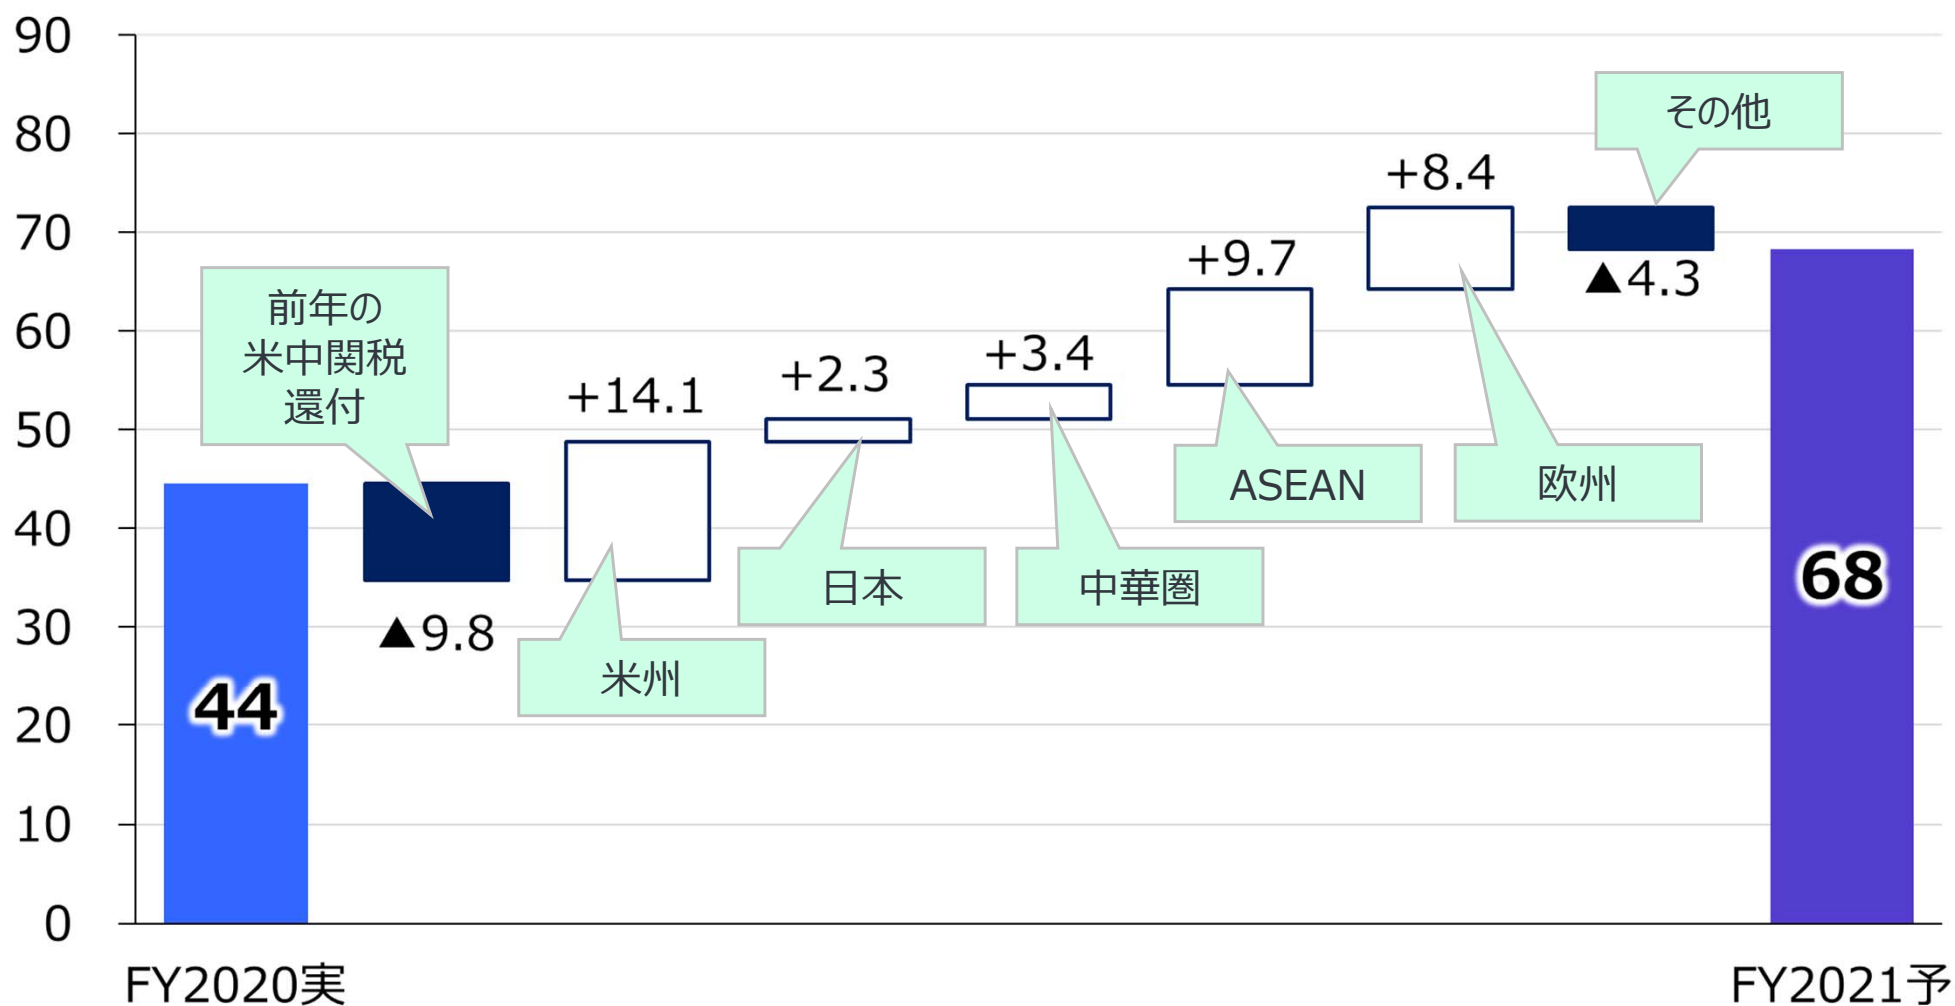 90
80
70
60
50
40
30
20
10
0
44
前年の
米中関税
還付
▲9.8
+14.1
米州
+2.3
日本
+3.4
中華圏
+9.7
ASEAN
+8.4
欧州
その他
▲4.3
68
FY2020実
FY2021予